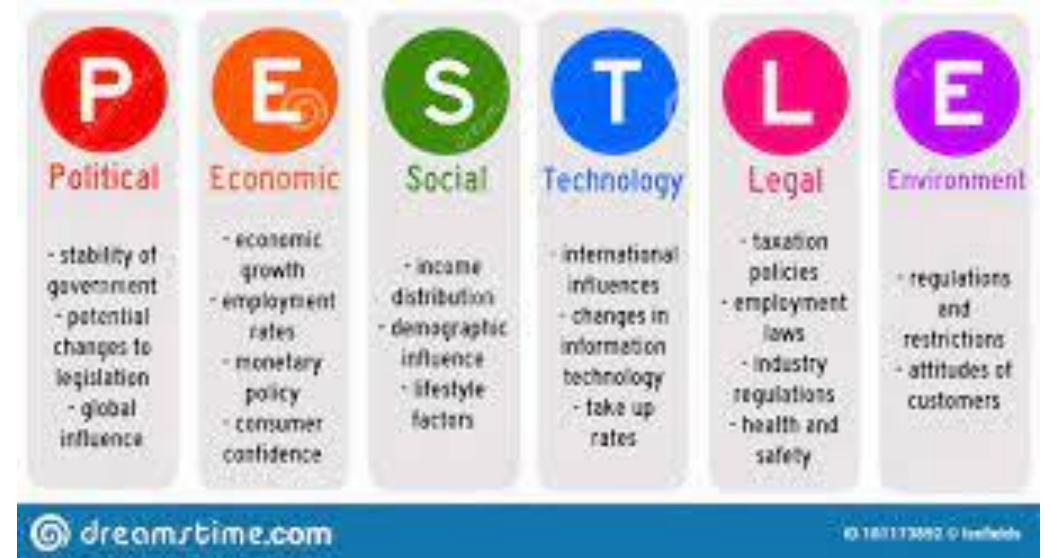 P
Political
- stability of
government
- potential
changes to
legislation
- global
influence
E
Economic
- economic
growth
- employment
rates
- monetary
policy
- consumer
confidence
S
Social
- income
distribution
- demographic
influence
- lifestyle
factors
T
Technology
- international
influences
- changes in
information
technology
- take up
rates
L
Legal
- taxation
policies
- employment
laws
- industry
regulations
- health and
safety
E
Environment
- regulations
and
restrictions
- attitudes of
customers
dreamstime.com
ID ©